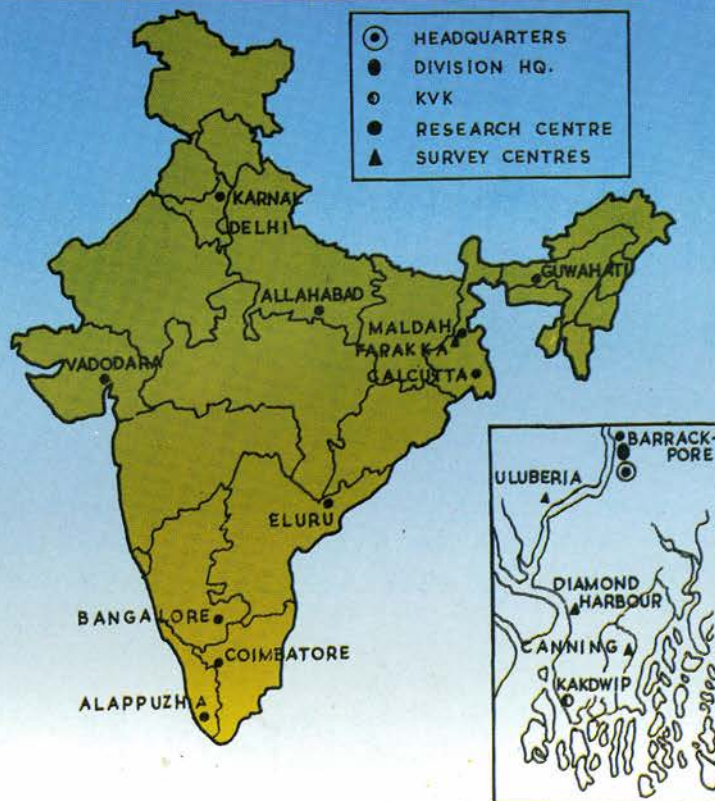 HEADQUARTERS
DIVISION HQ.
KVK
RESEARCH CENTRE
SURVEY CENTRES
KARNAL
DELHI
GUWAHATI
ALLAHABAD
MALDAH
FARAKKA
CALCUTTA
VADODARA
ELURU
BANGALORE
COIMBATORE
ALAPPUZHA
BARRACK-
PORE
ULUBERIA
DIAMOND
HARBOUR
CANNING
KAKDWIP